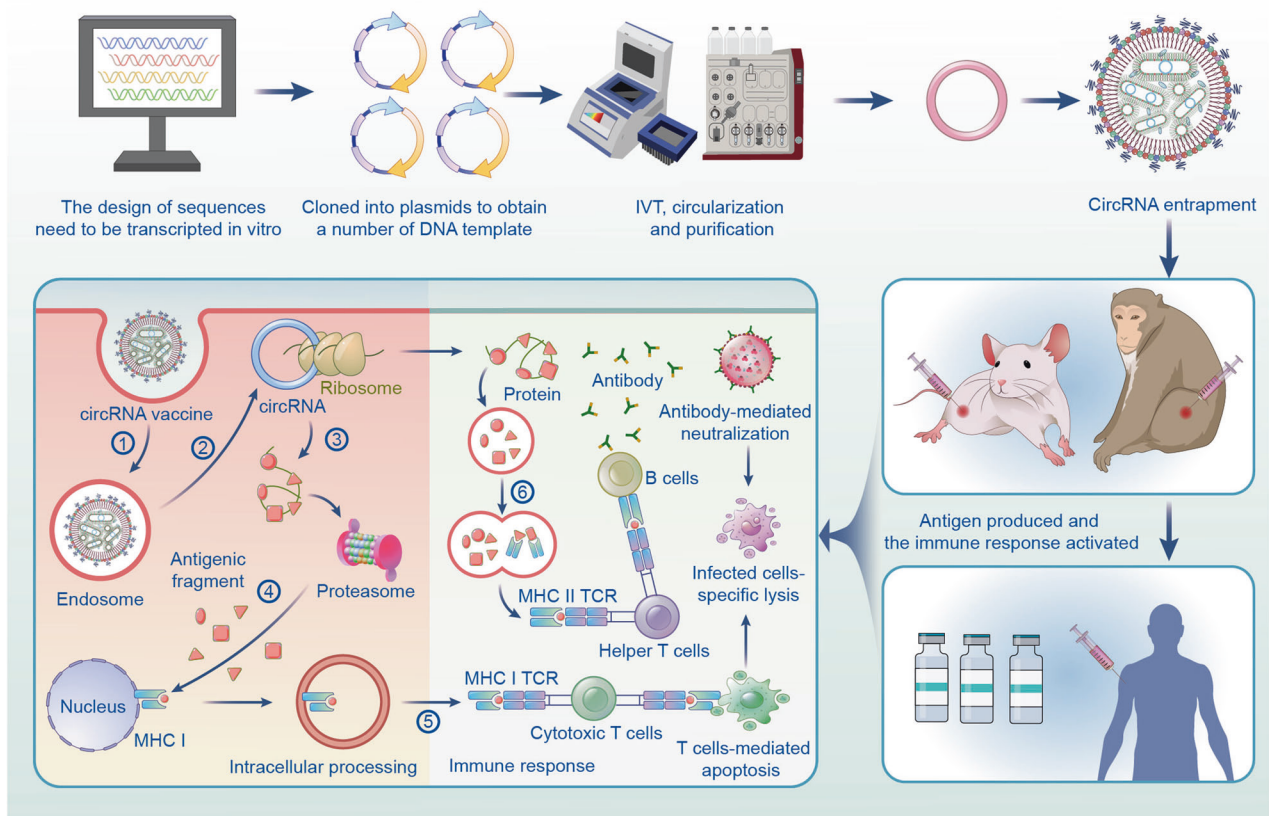 The design of sequences
need to be transcripted in vitro
Cloned into plasmids to obtain
a number of DNA template
IVT, circularization
and purification
CircRNA entrapment
circRNA vaccine
1
2
circRNA
Ribosome
3
Endosome
Antigenic
fragment
4
Proteasome
Nucleus
MHC I
Intracellular processing
5
Protein
Antibody
Antibody-mediated
neutralization
6
B cells
Infected cells-
specific lysis
MHC II TCR
Helper T cells
MHC I TCR
Cytotoxic T cells
T cells-mediated
apoptosis
Immune response
Antigen produced and
the immune response activated